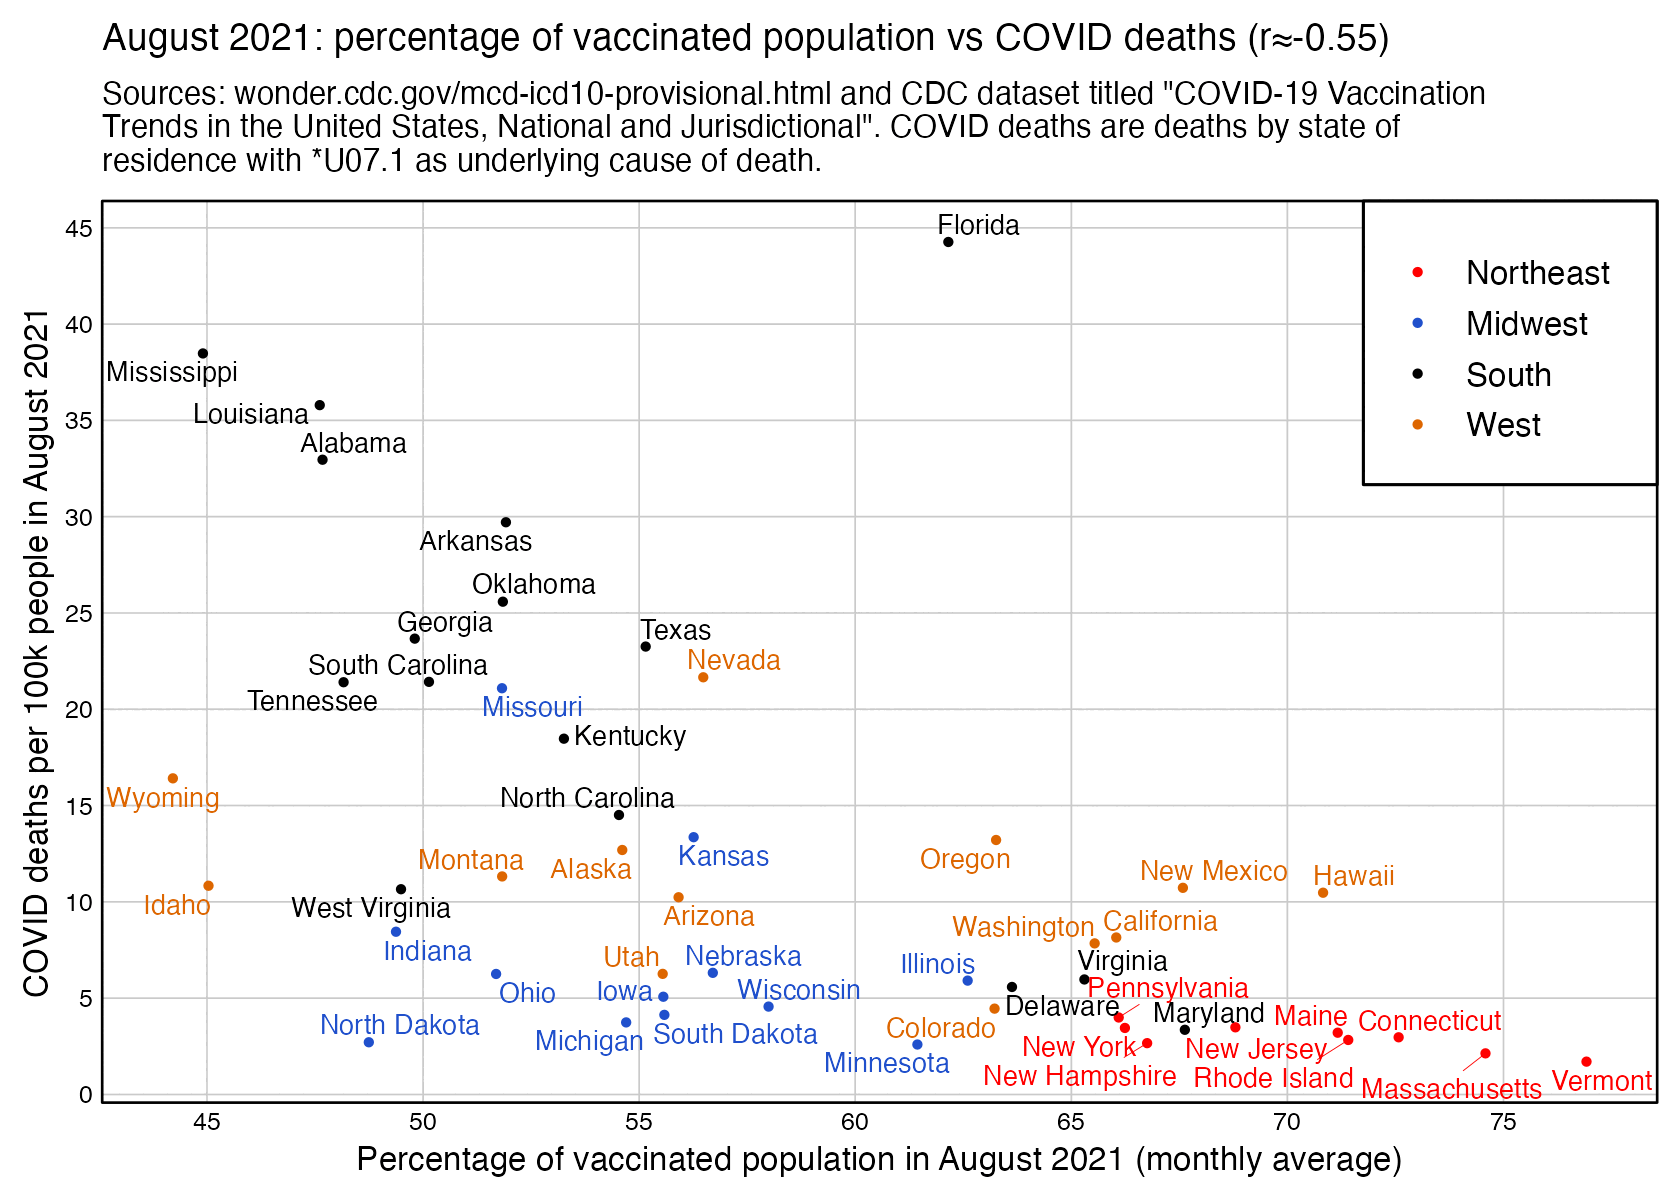 August 2021: percentage of vaccinated population vs COVID deaths (r≈-0.55)
Sources: wonder.cdc.gov/mcd-icd10-provisional.html and CDC dataset titled "COVID-19 Vaccination
Trends in the United States, National and Jurisdictional". COVID deaths are deaths by state of
residence with *U07.1 as underlying cause of death.
COVID deaths per 100k people in August 2021
45
40
35
30
25
20
15
10
5
0
Northeast
Midwest
South
West
Florida
Mississippi
Louisiana
Alabama
Arkansas
Oklahoma
Georgia
Texas
Nevada
South Carolina
Tennessee
Missouri
Kentucky
Wyoming
North Carolina
Montana
Alaska
Kansas
Oregon
New Mexico
Hawaii
Idaho
West Virginia
Arizona
Washington
California
Indiana
Utah
Nebraska
Illinois
Virginia
Ohio
Iowa
Wisconsin
Pennsylvania
Delaware
Maryland
Maine
Connecticut
North Dakota
Michigan
South Dakota
Colorado
New York
New Jersey
Minnesota
New Hampshire
Rhode Island
Massachusetts
Vermont
45
50
55
60
65
70
75
Percentage of vaccinated population in August 2021 (monthly average)